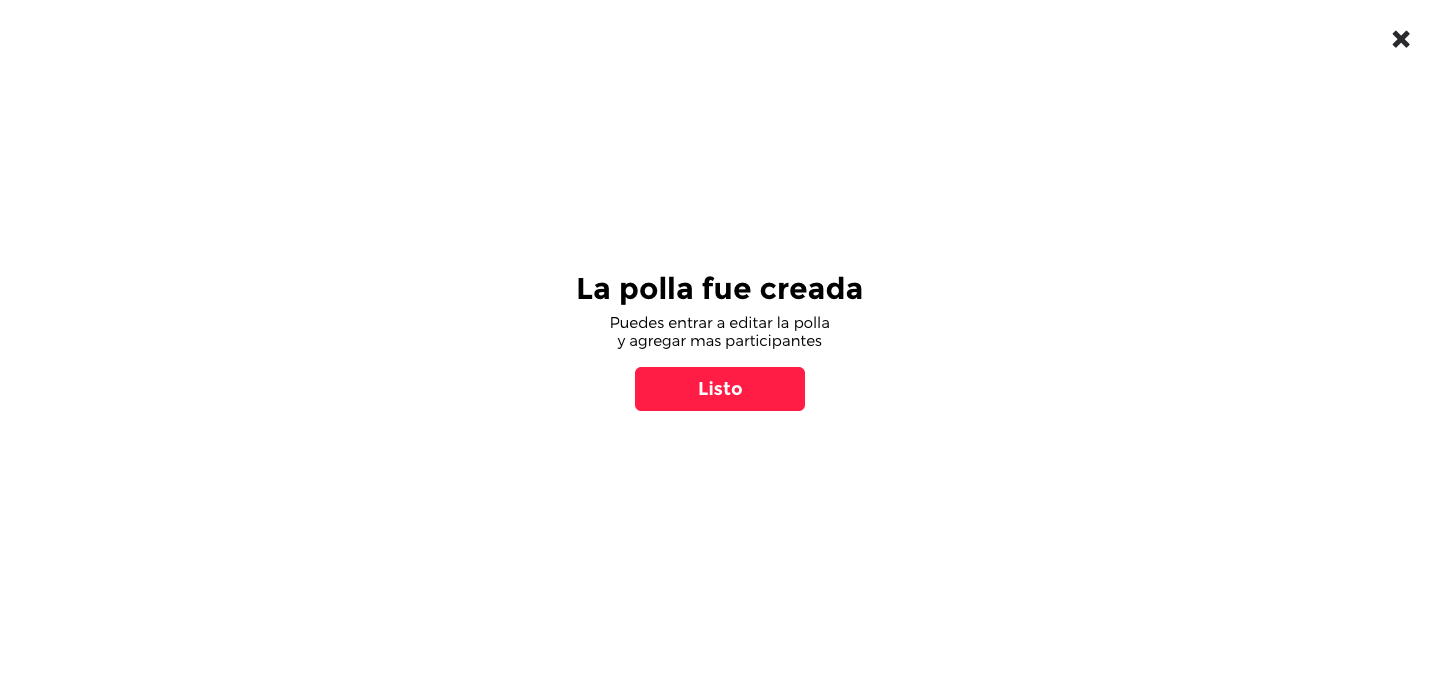 La polla fue creada
Puedes entrar a editar la polla
y agregar mas participantes
Listo